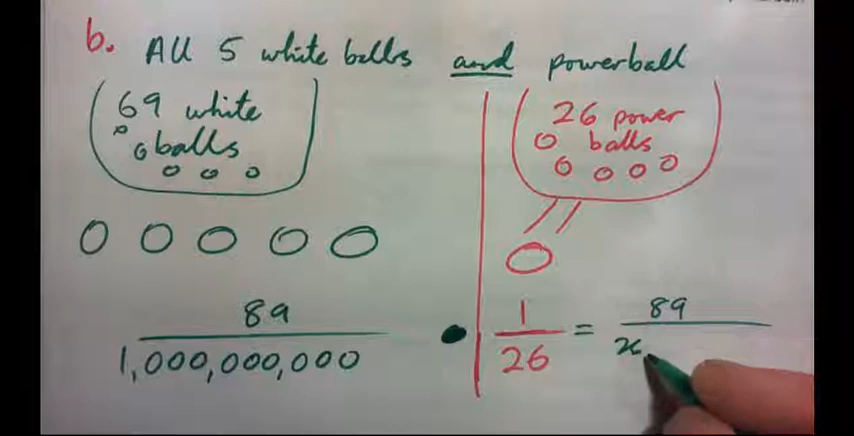 b. All 5 white balls and powerball
69 white
balls
26 power
balls
89
1,000,000,000
•
1
26
=
89